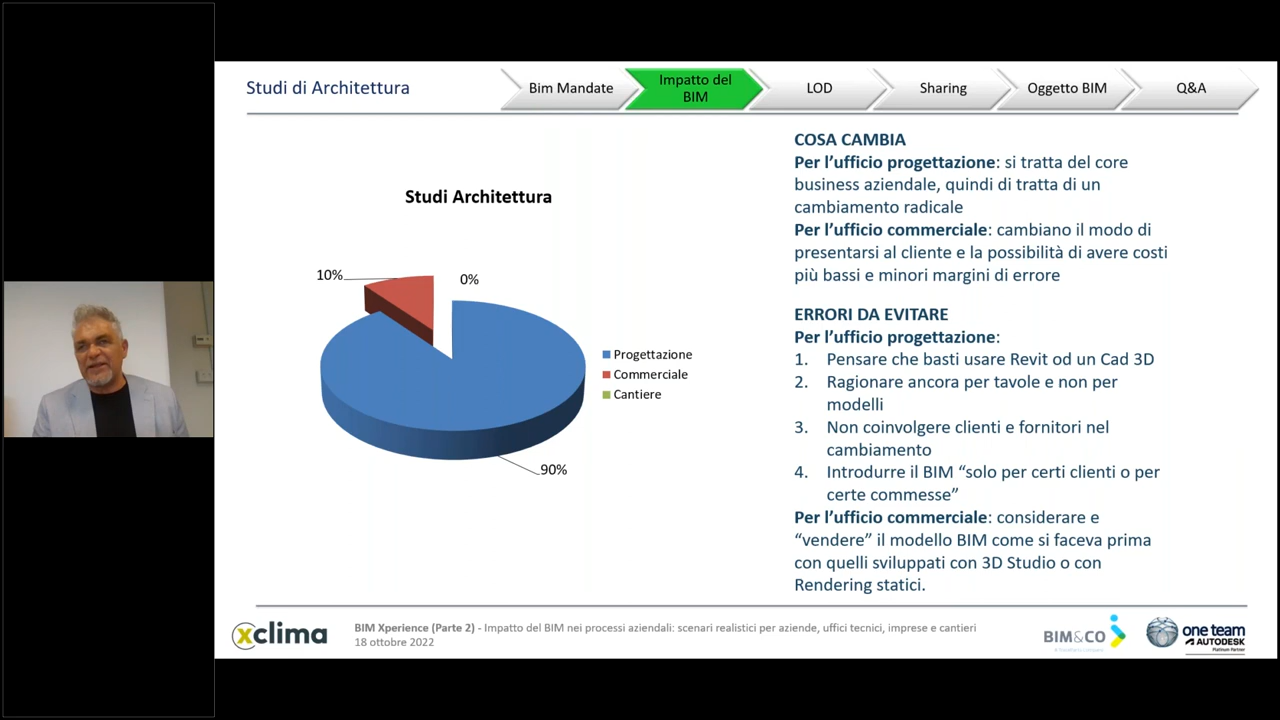 Studi di Architettura
Bim Mandate
Impatto del
BIM
LOD
Sharing
Oggetto BIM
Q&A
Studi Architettura
10%
0%
90%
Progettazione
Commerciale
Cantiere
COSA CAMBIA
Per l’ufficio progettazione: si tratta del core
business aziendale, quindi di tratta di un
cambiamento radicale
Per l’ufficio commerciale: cambiano il modo di
presentarsi al cliente e la possibilità di avere costi
più bassi e minori margini di errore
ERRORI DA EVITARE
Per l’ufficio progettazione:
1. Pensare che basti usare Revit od un Cad 3D
2. Ragionare ancora per tavole e non per
modelli
3. Non coinvolgere clienti e fornitori nel
cambiamento
4. Introdurre il BIM “solo per certi clienti o per
certe commesse”
Per l’ufficio commerciale: considerare e
“vendere” il modello BIM come si faceva prima
con quelli sviluppati con 3D Studio o con
Rendering statici.
xclima
BIM Xperience (Parte 2) - Impatto del BIM nei processi aziendali: scenari realistici per aziende, uffici tecnici, imprese e cantieri
18 ottobre 2022
BIM&CO
one team
AUTODESK
Platinum Partner